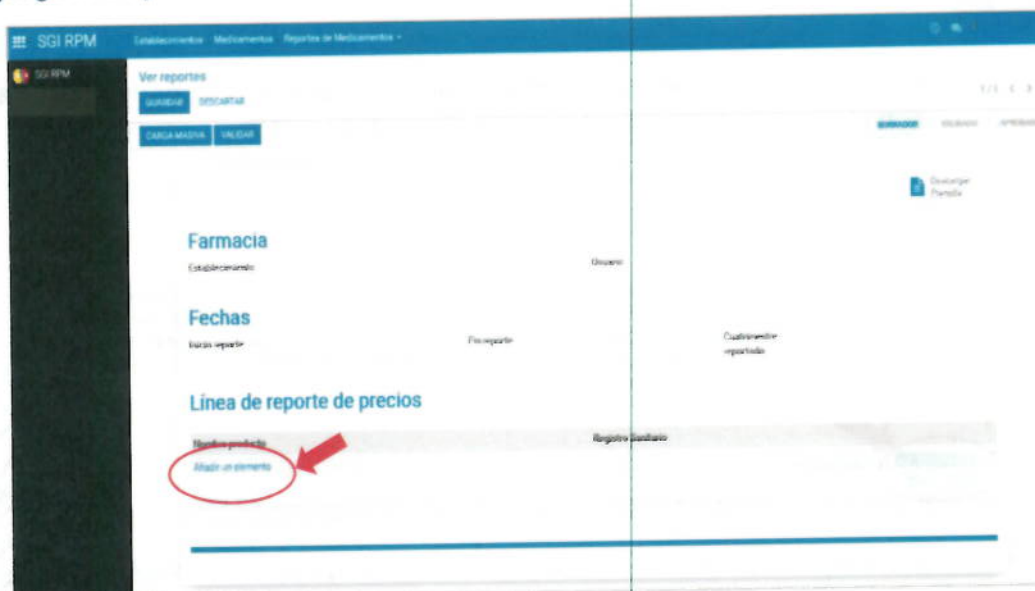 SGI RPM Establecimientos Medicamentos Reportes de Medicamentos
SGI RPM
Ver reportes
GUARDAR DESCARTAR
1 / 1
CARGA MASIVA VALIDAR
BORRADOR VALIDADO APROBADO
Descargar
Plantilla
Farmacia
Establecimiento Usuario
Fechas
Inicio reporte Fin reporte Cuatrimestre
reportado
Línea de reporte de precios
Nombre producto Registro Sanitario
Añadir un elemento